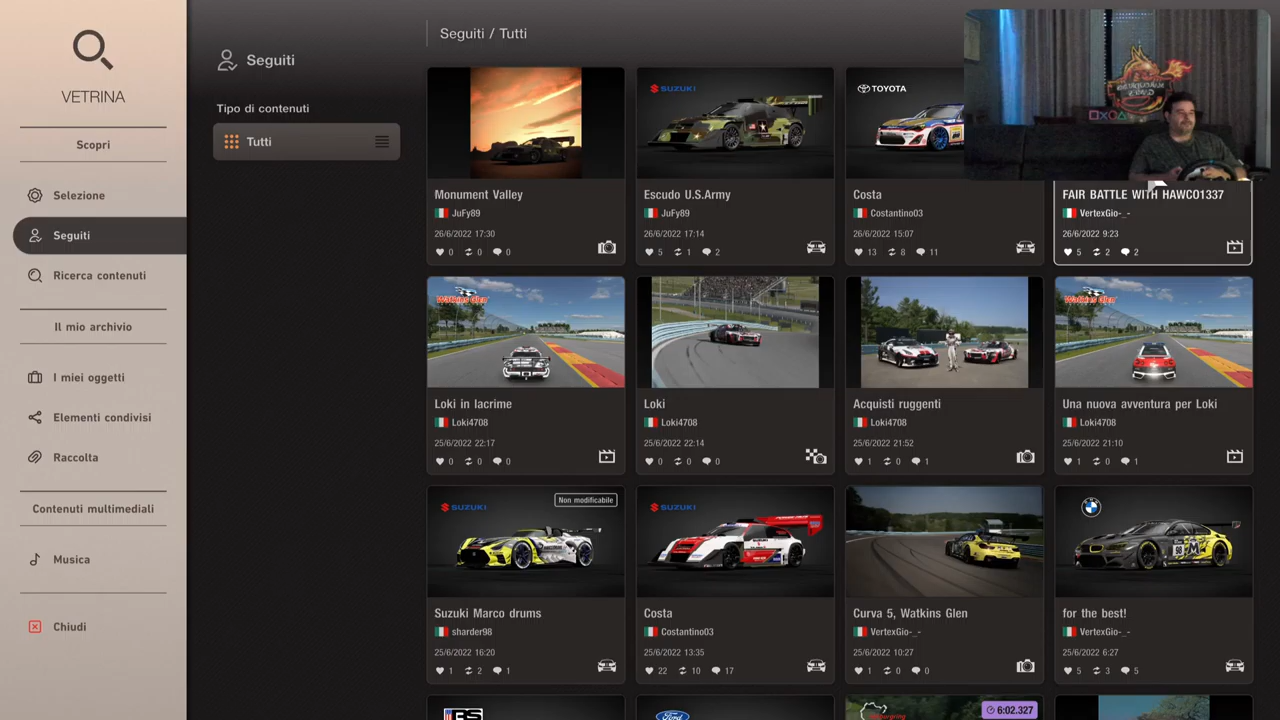 VETRINA
Scopri
Selezione
Seguiti
Ricerca contenuti
Il mio archivio
I miei oggetti
Elementi condivisi
Raccolta
Contenuti multimediali
Musica
Chiudi
Seguiti
Tipo di contenuti
Tutti
Seguiti / Tutti
Monument Valley
JuFy89
26/6/2022 17:30
0 0 0
SUZUKI
Escudo U.S.Army
JuFy89
26/6/2022 17:14
5 1 2
TOYOTA
Costa
Costantino03
26/6/2022 15:07
13 8 11
FAIR BATTLE WITH HAWCO1337
VertexGio-_-
26/6/2022 9:23
5 2 2
Watkins Glen
Loki in lacrime
Loki4708
25/6/2022 22:17
0 0 0
Loki
Loki4708
25/6/2022 22:14
0 0 0
Acquisti ruggenti
Loki4708
25/6/2022 21:52
1 0 1
Watkins Glen
Una nuova avventura per Loki
Loki4708
25/6/2022 21:10
1 0 1
SUZUKI
Non modificabile
Suzuki Marco drums
sharder98
25/6/2022 16:20
1 2 1
SUZUKI
Costa
Costantino03
25/6/2022 13:35
22 10 17
Curva 5, Watkins Glen
VertexGio-_-
25/6/2022 10:27
1 0 0
for the best!
VertexGio-_-
25/6/2022 6:27
5 3 5
Ford
6:02.327